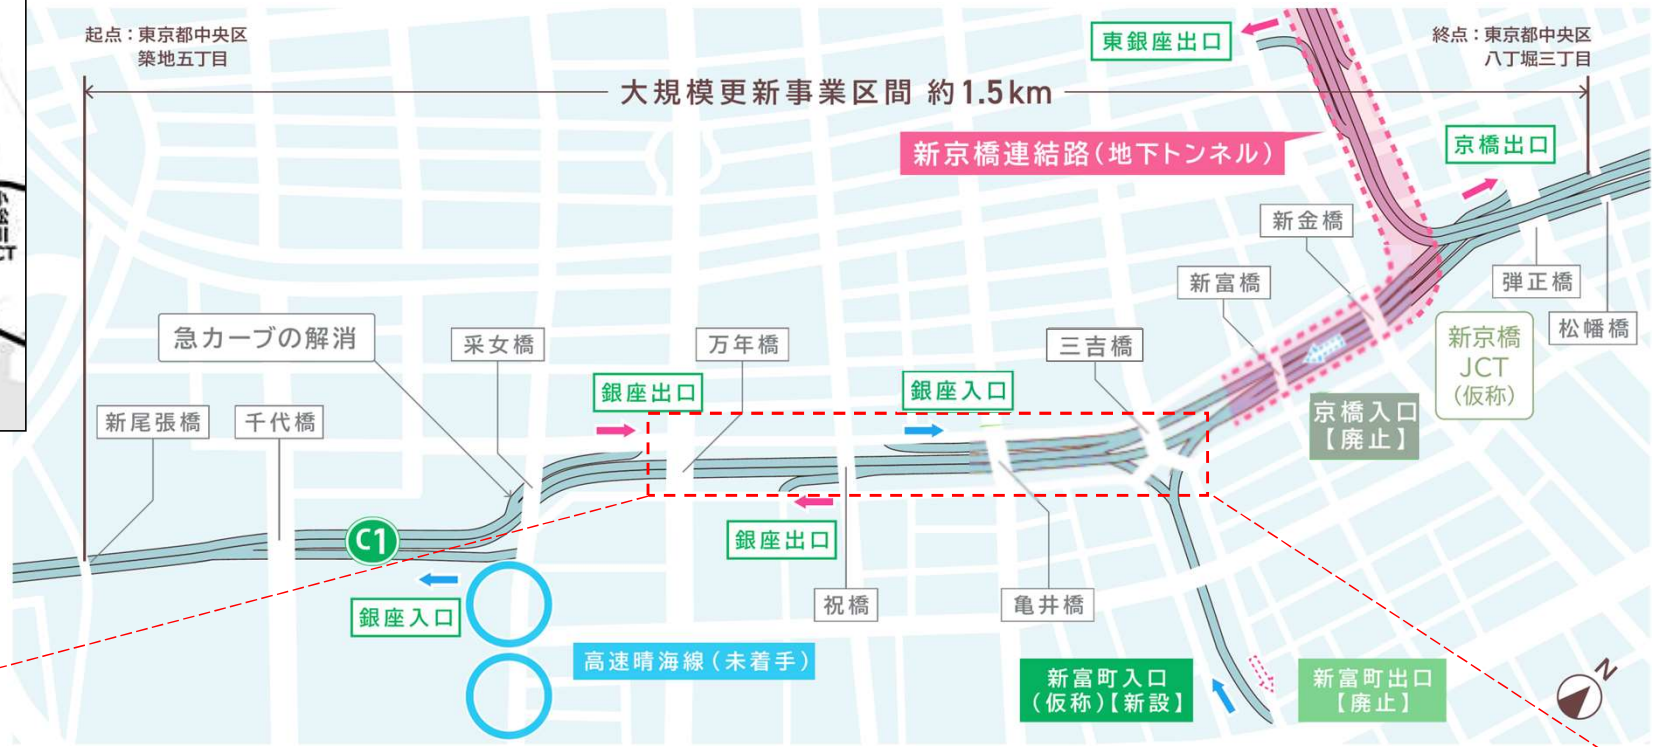 起点：東京都中央区
築地五丁目
終点：東京都中央区
八丁堀三丁目
大規模更新事業区間 約1.5km
東銀座出口
新京橋連結路（地下トンネル）
京橋出口
小松川
CT
新金橋
新富橋
弾正橋
松幡橋
新京橋
JCT
（仮称）
急カーブの解消
采女橋
万年橋
三吉橋
銀座出口
銀座入口
京橋入口
【廃止】
新尾張橋
千代橋
C1
銀座出口
銀座入口
祝橋
亀井橋
高速晴海線（未着手）
新富町入口
（仮称）【新設】
新富町出口
【廃止】
N